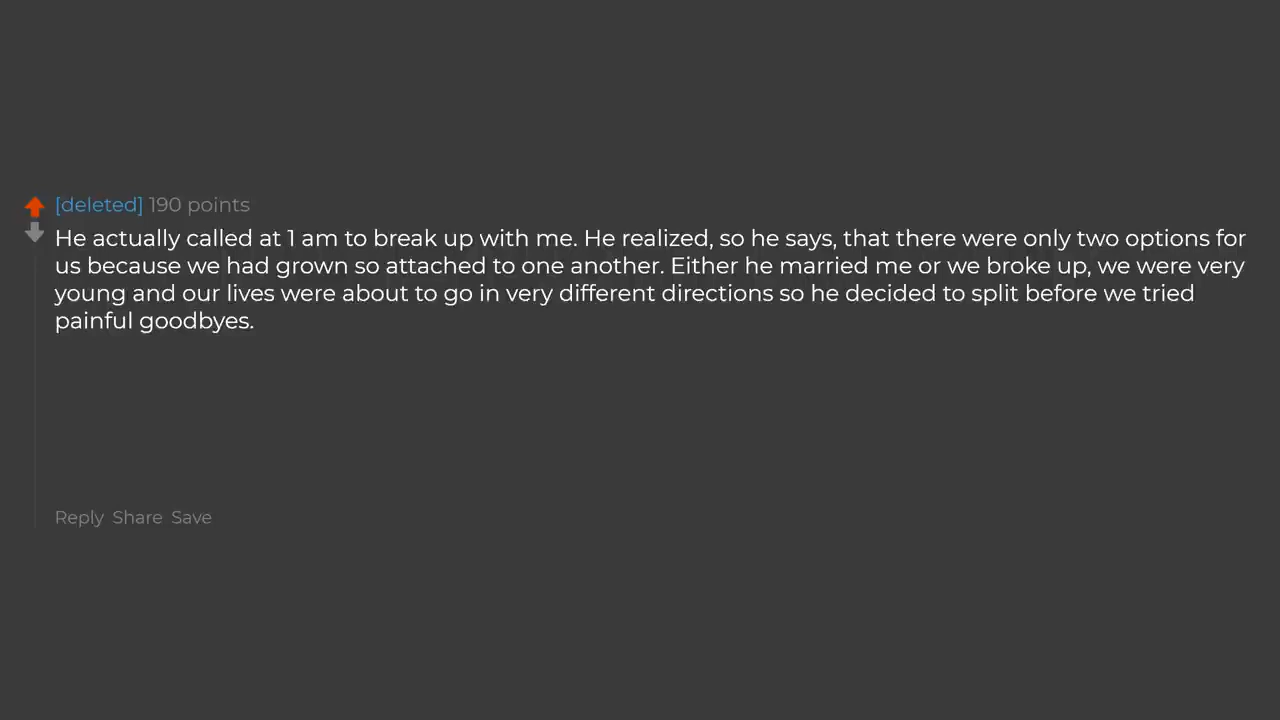 [deleted] 190 points
He actually called at 1 am to break up with me. He realized, so he says, that there were only two options for
us because we had grown so attached to one another. Either he married me or we broke up, we were very
young and our lives were about to go in very different directions so he decided to split before we tried
painful goodbyes.
Reply Share Save